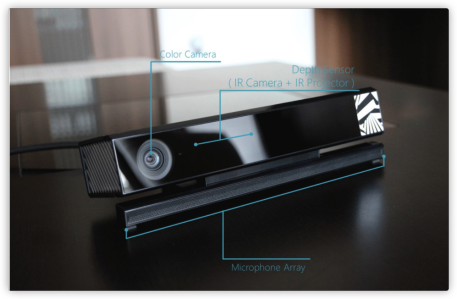 Color Camera
Depth Sensor
( IR Camera + IR Projector )
Microphone Array